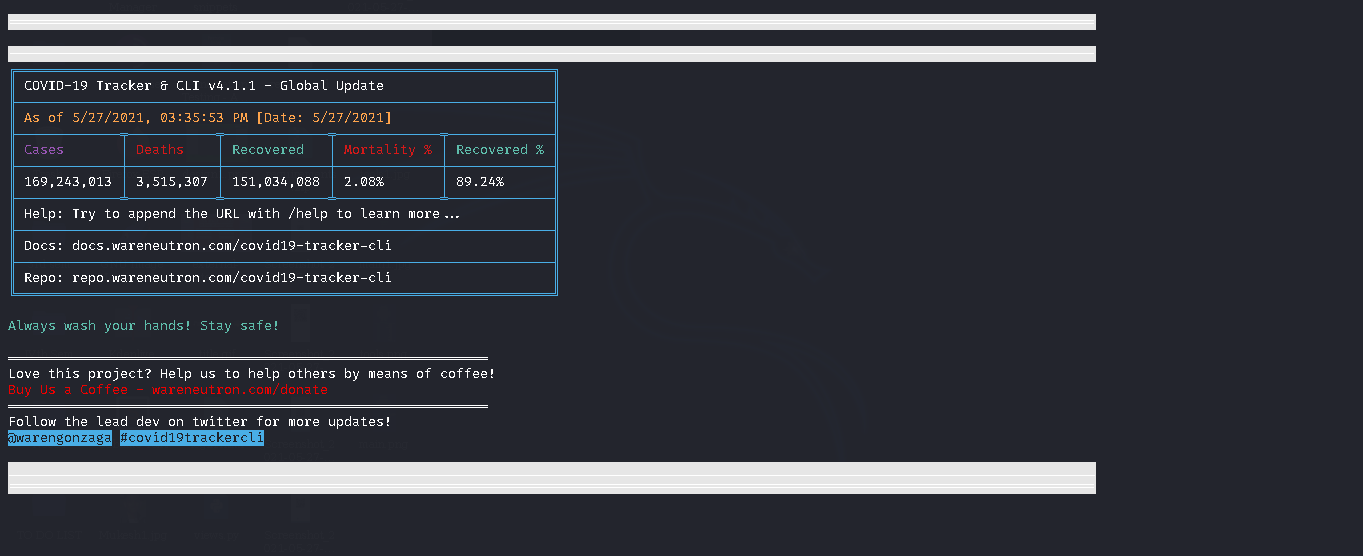 COVID-19 Tracker & CLI v4.1.1 - Global Update
As of 5/27/2021, 03:35:53 PM [Date: 5/27/2021]
Cases Deaths Recovered Mortality % Recovered %
169,243,013 3,515,307 151,034,088 2.08% 89.24%
Help: Try to append the URL with /help to learn more...
Docs: docs.wareneutron.com/covid19-tracker-cli
Repo: repo.wareneutron.com/covid19-tracker-cli
Always wash your hands! Stay safe!
Love this project? Help us to help others by means of coffee!
Buy Us a Coffee - wareneutron.com/donate
Follow the lead dev on twitter for more updates!
@warengonzaga #covid19trackercli